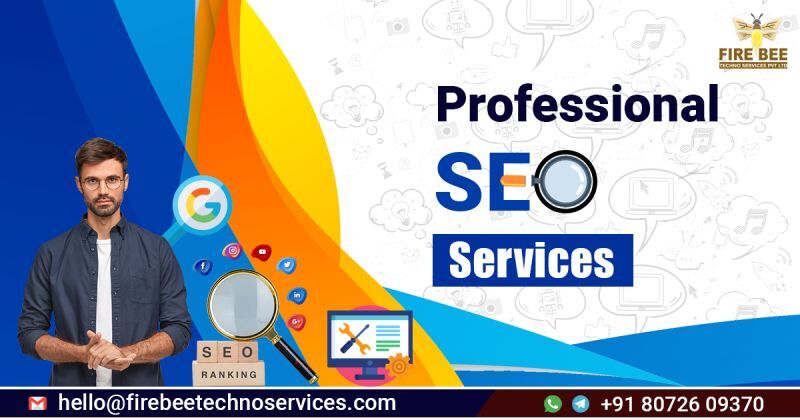 FIRE BEE
TECHNO SERVICES PVT LTD
Professional
SEO
Services
SEO
RANKING
hello@firebeetechnoservices.com
+91 80726 09370